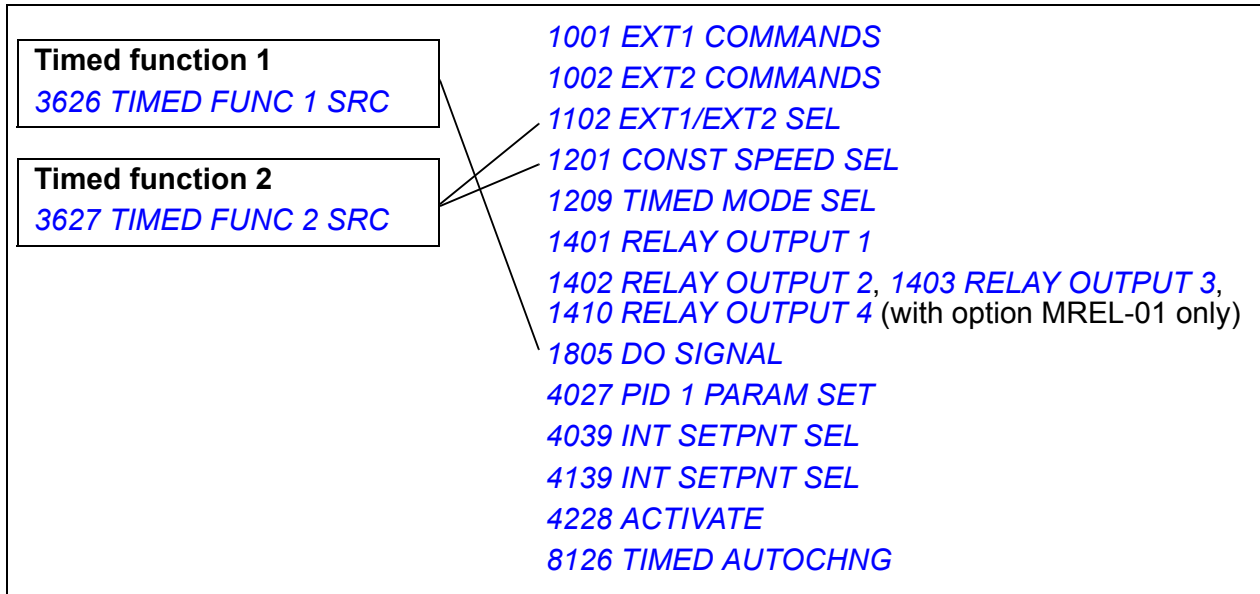 Timed function 1
3626 TIMED FUNC 1 SRC
Timed function 2
3627 TIMED FUNC 2 SRC
1001 EXT1 COMMANDS
1002 EXT2 COMMANDS
1102 EXT1/EXT2 SEL
1201 CONST SPEED SEL
1209 TIMED MODE SEL
1401 RELAY OUTPUT 1
1402 RELAY OUTPUT 2, 1403 RELAY OUTPUT 3,
1410 RELAY OUTPUT 4 (with option MREL-01 only)
1805 DO SIGNAL
4027 PID 1 PARAM SET
4039 INT SETPNT SEL
4139 INT SETPNT SEL
4228 ACTIVATE
8126 TIMED AUTOCHNG